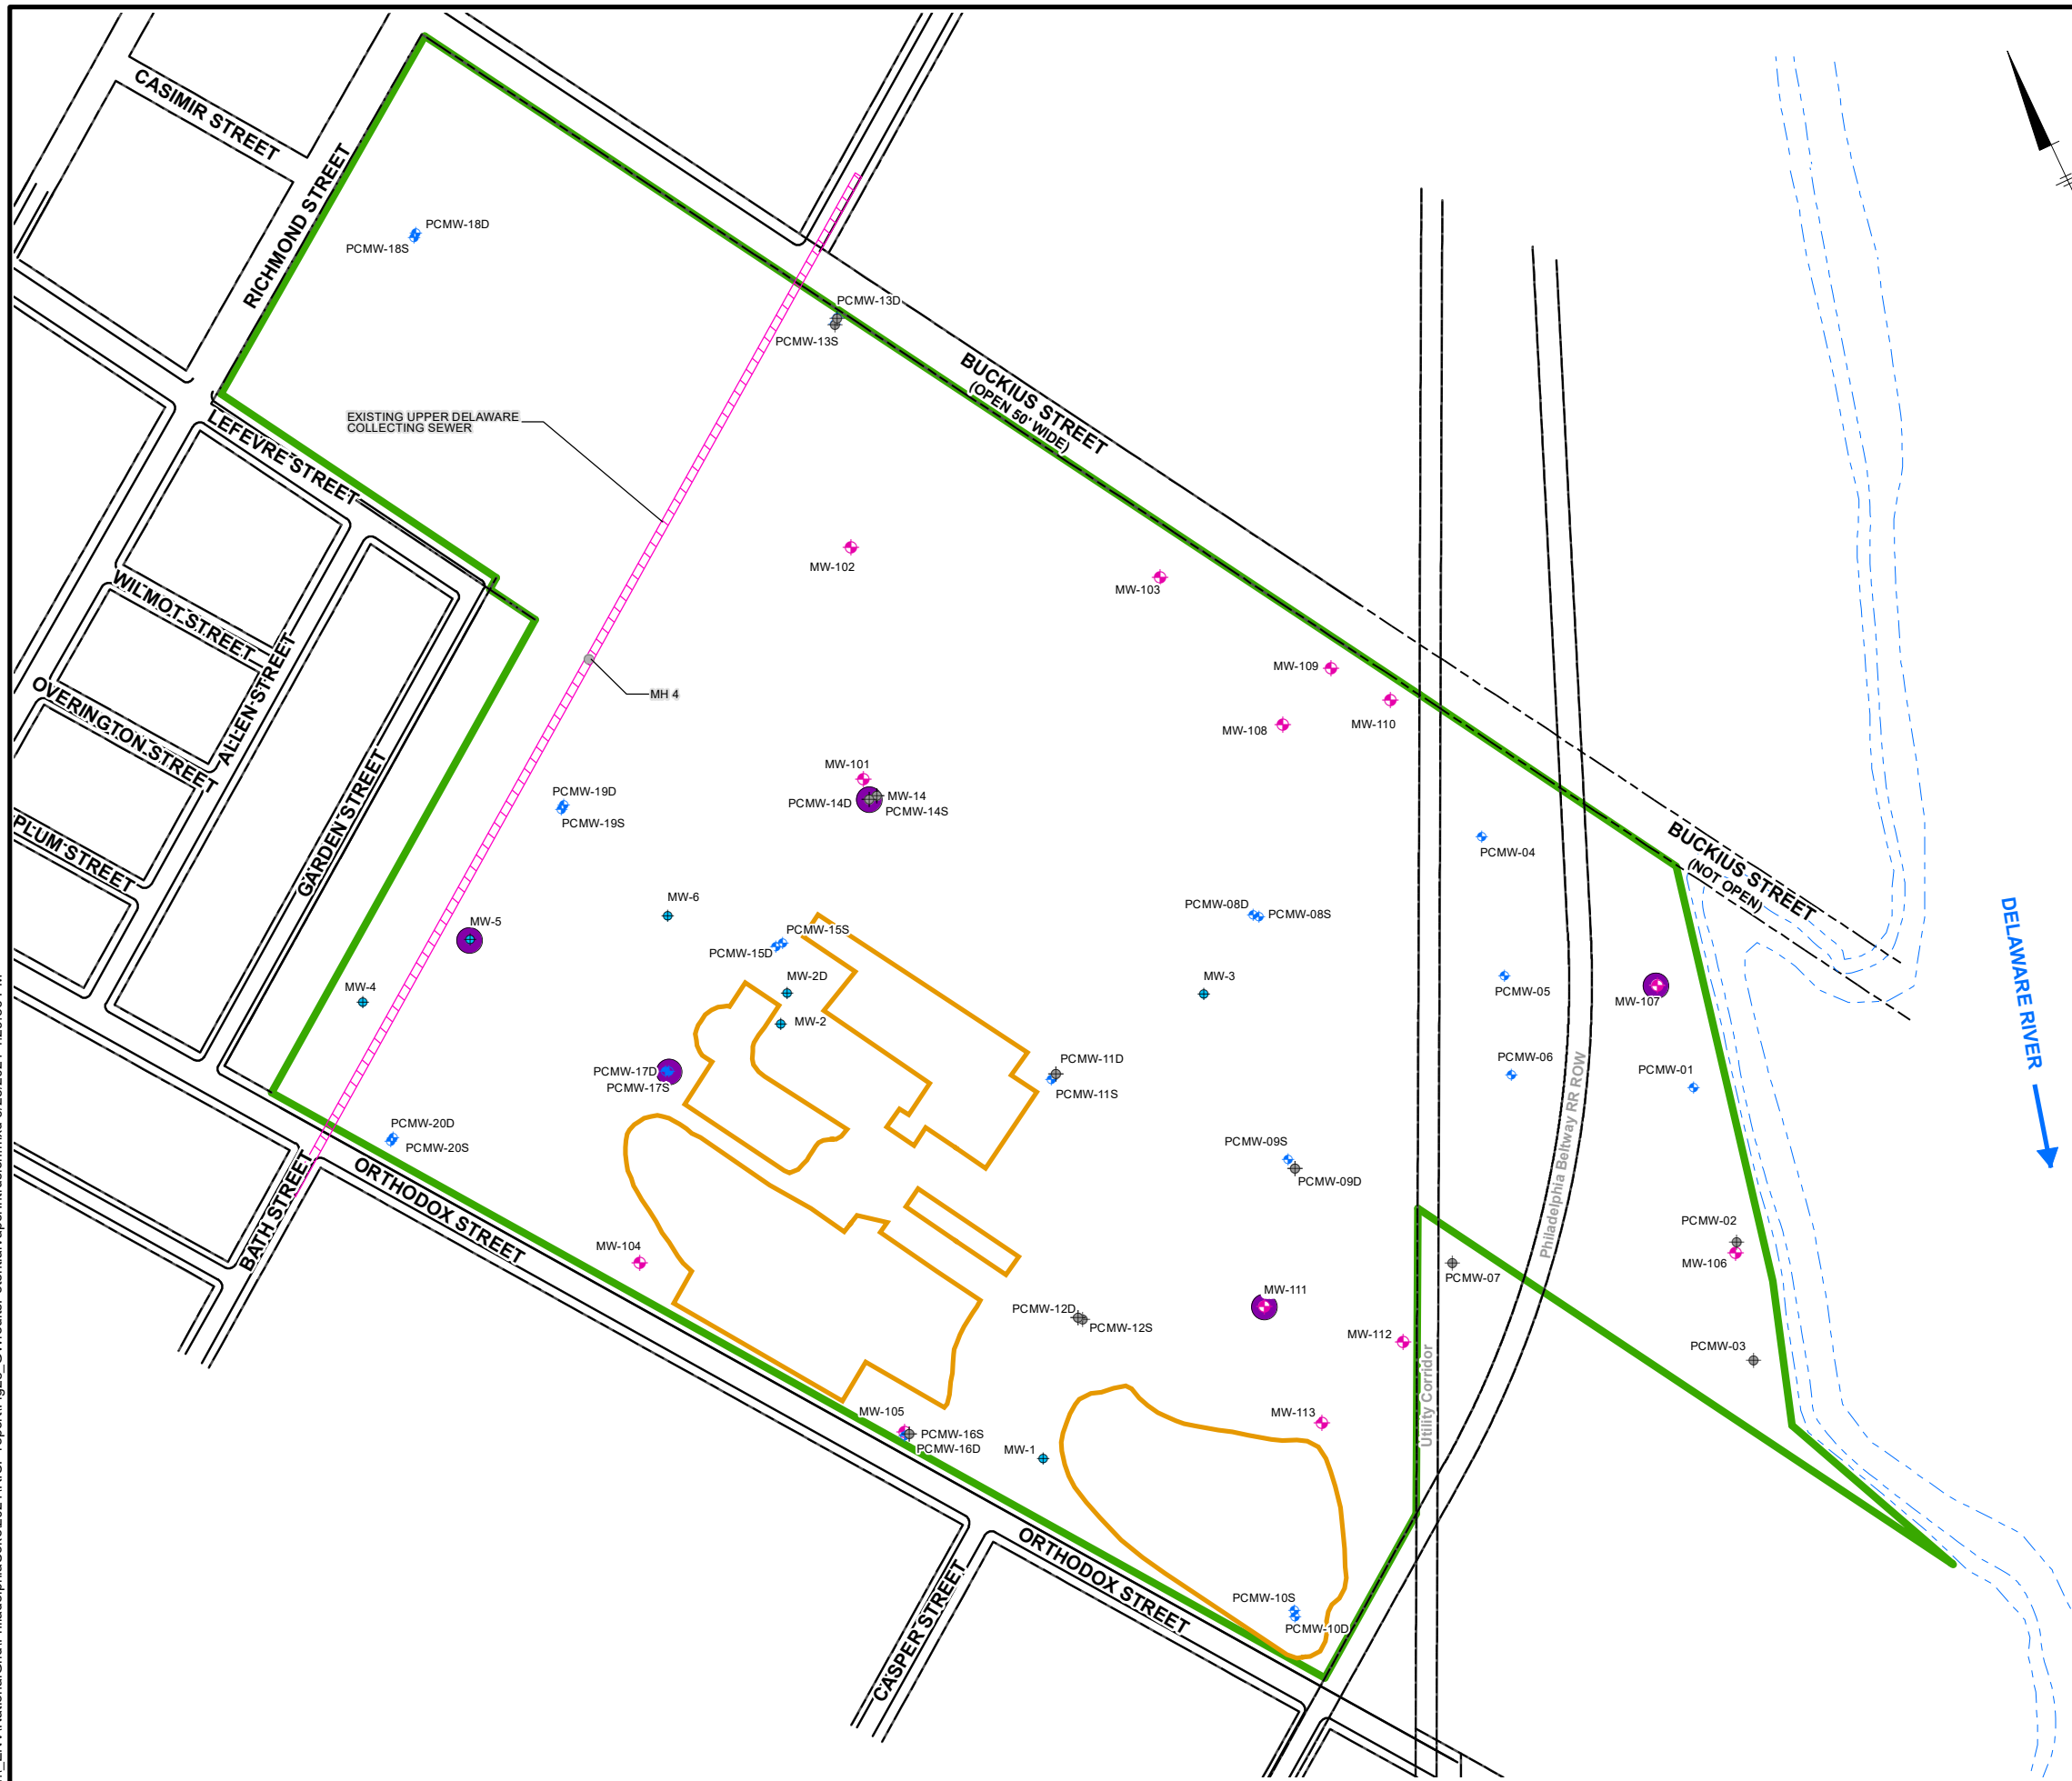 CASIMIR STREET
RICHMOND STREET
PCMW-18D
PCMW-18S
PCMW-13D
PCMW-13S
BUCKIUS STREET
(OPEN 50' WIDE)
EXISTING UPPER DELAWARE
COLLECTING SEWER
LEFEVRE STREET
MW-102
MW-103
WILMOT STREET
ALLEN STREET
MW-109
MH 4
OVERINGTON STREET
MW-110
MW-108
MW-101
PCMW-19D
MW-14
PCMW-14D
PCMW-14S
PCMW-19S
GARDEN STREET
PLUM STREET
PCMW-04
BUCKIUS STREET
(NOT OPEN)
MW-6
PCMW-08D
PCMW-08S
MW-5
PCMW-15S
PCMW-15D
DELAWARE RIVER
MW-2D
MW-3
MW-4
PCMW-05
MW-107
MW-2
PCMW-11D
PCMW-06
PCMW-17D
PCMW-01
PCMW-17S
PCMW-11S
PCMW-20D
PCMW-09S
PCMW-20S
Philadelphia Beltway RR ROW
PCMW-09D
ORTHODOX STREET
BATH STREET
PCMW-02
MW-104
MW-106
PCMW-07
MW-111
PCMW-12D
PCMW-12S
MW-112
PCMW-03
Utility Corridor
MW-105
MW-113
PCMW-16S
PCMW-16D
MW-1
ORTHODOX STREET
PCMW-10S
PCMW-10D
CASPER STREET